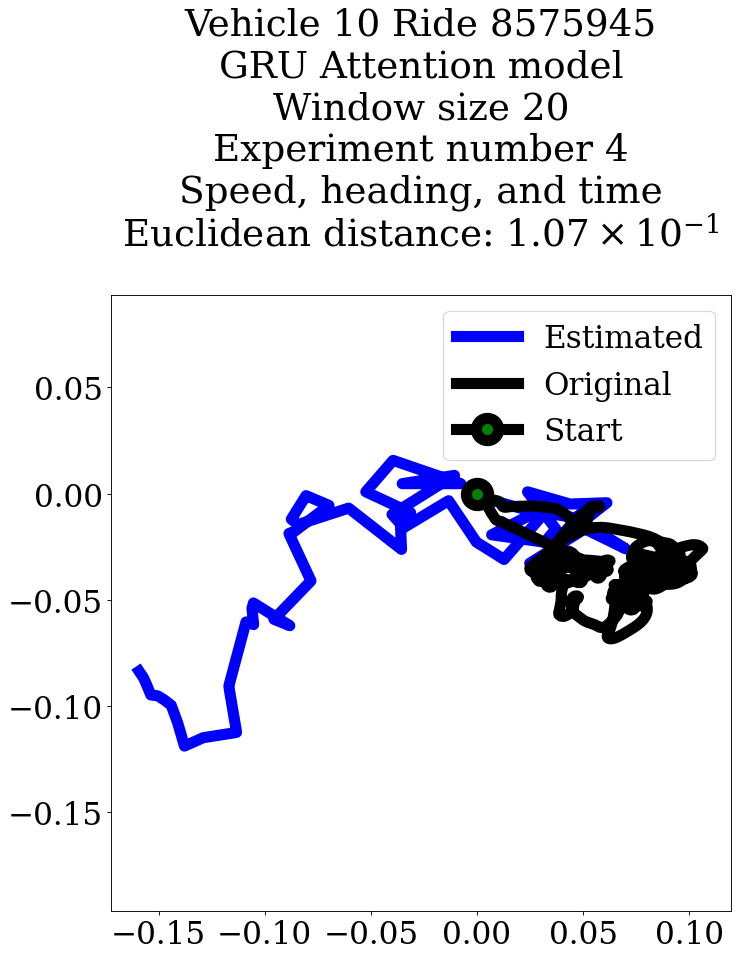 Vehicle 10 Ride 8575945
GRU Attention model
Window size 20
Experiment number 4
Speed, heading, and time
Euclidean distance: 1.07 × 10⁻¹
Estimated
Original
Start
0.05
0.00
−0.05
−0.10
−0.15
−0.15 −0.10 −0.05 0.00 0.05 0.10